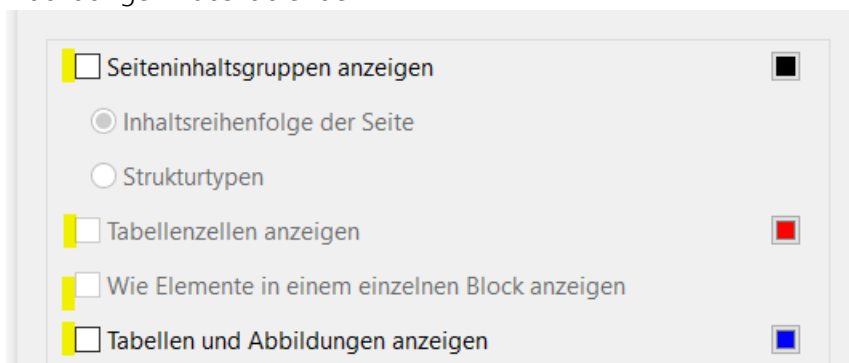 Seiteninhaltsgruppen anzeigen
Inhaltsreihenfolge der Seite
Strukturtypen
Tabellenzellen anzeigen
Wie Elemente in einem einzelnen Block anzeigen
Tabellen und Abbildungen anzeigen